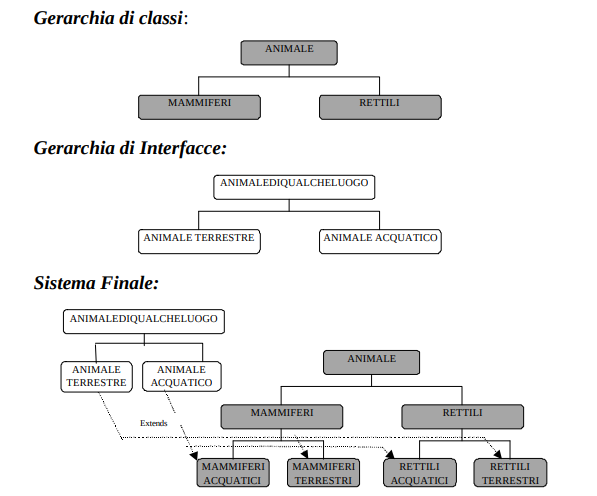 Gerarchia di classi:
ANIMALE
MAMMIFERI
RETTILI
Gerarchia di Interfacce:
ANIMALEDIQUALCHELUOGO
ANIMALE TERRESTRE
ANIMALE ACQUATICO
Sistema Finale:
ANIMALEDIQUALCHELUOGO
ANIMALE
TERRESTRE
ANIMALE
ACQUATICO
ANIMALE
MAMMIFERI
RETTILI
Extends
MAMMIFERI
ACQUATICI
MAMMIFERI
TERRESTRI
RETTILI
ACQUATICI
RETTILI
TERRESTRI